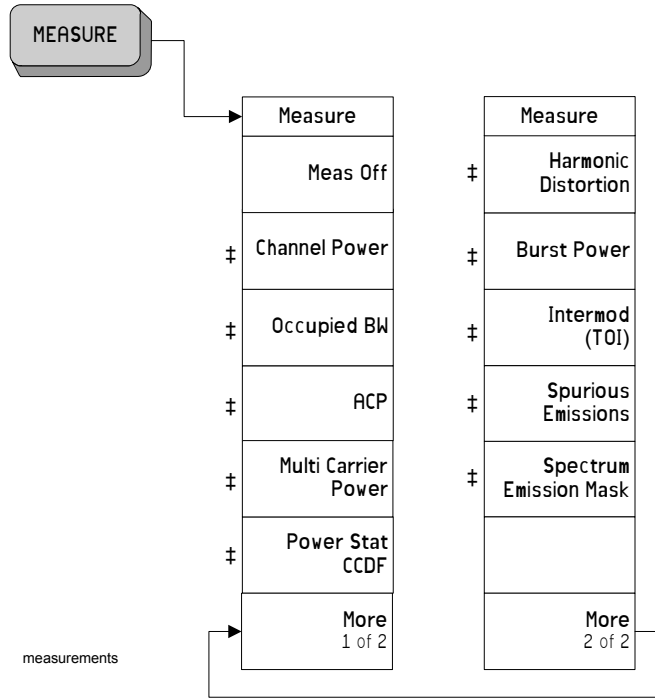 MEASURE
Measure
Meas Off
‡ Channel Power
‡ Occupied BW
‡ ACP
‡ Multi Carrier
Power
‡ Power Stat
CCDF
More
1 of 2
Measure
‡ Harmonic
Distortion
‡ Burst Power
‡ Intermod
(TOI)
‡ Spurious
Emissions
‡ Spectrum
Emission Mask
More
2 of 2
measurements